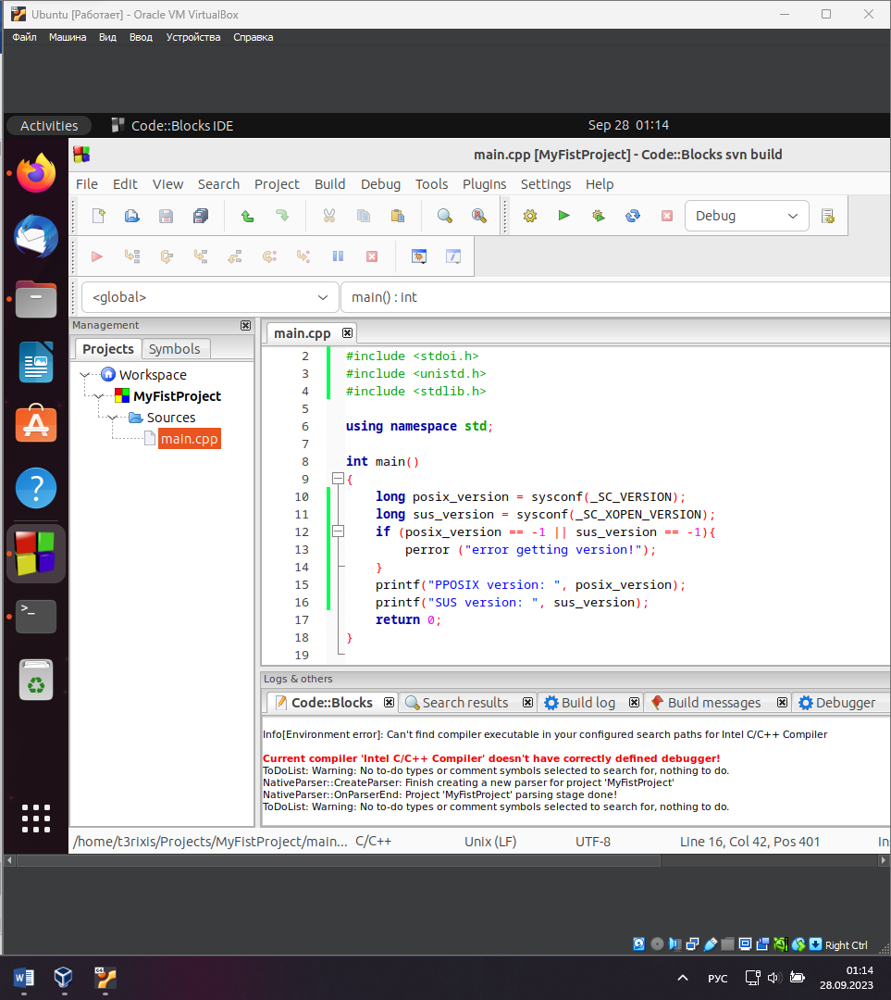 Ubuntu [Работает] - Oracle VM VirtualBox
Файл Машина Вид Ввод Устройства Справка
Activities Code::Blocks IDE Sep 28 01:14
main.cpp [MyFistProject] - Code::Blocks svn build
File Edit View Search Project Build Debug Tools Plugins Settings Help
Debug
<global> main() : int
Management
Projects Symbols
Workspace
MyFistProject
Sources
main.cpp
main.cpp
2 #include <stdoi.h>
3 #include <unistd.h>
4 #include <stdlib.h>
5
6 using namespace std;
7
8 int main()
9 {
10 long posix_version = sysconf(_SC_VERSION);
11 long sus_version = sysconf(_SC_XOPEN_VERSION);
12 if (posix_version == -1 || sus_version == -1){
13 perror ("error getting version!");
14 }
15 printf("PPOSIX version: ", posix_version);
16 printf("SUS version: ", sus_version);
17 return 0;
18 }
19
Logs & others
Code::Blocks Search results Build log Build messages Debugger
Info[Environment error]: Can't find compiler executable in your configured search paths for Intel C/C++ Compiler
Current compiler 'Intel C/C++ Compiler' doesn't have correctly defined debugger!
ToDoList: Warning: No to-do types or comment symbols selected to search for, nothing to do.
NativeParser::CreateParser: Finish creating a new parser for project 'MyFistProject'
NativeParser::OnParserEnd: Project 'MyFistProject' parsing stage done!
ToDoList: Warning: No to-do types or comment symbols selected to search for, nothing to do.
/home/t3rixis/Projects/MyFistProject/main... C/C++ Unix (LF) UTF-8 Line 16, Col 42, Pos 401 In
Right Ctrl
РУС
01:14
28.09.2023